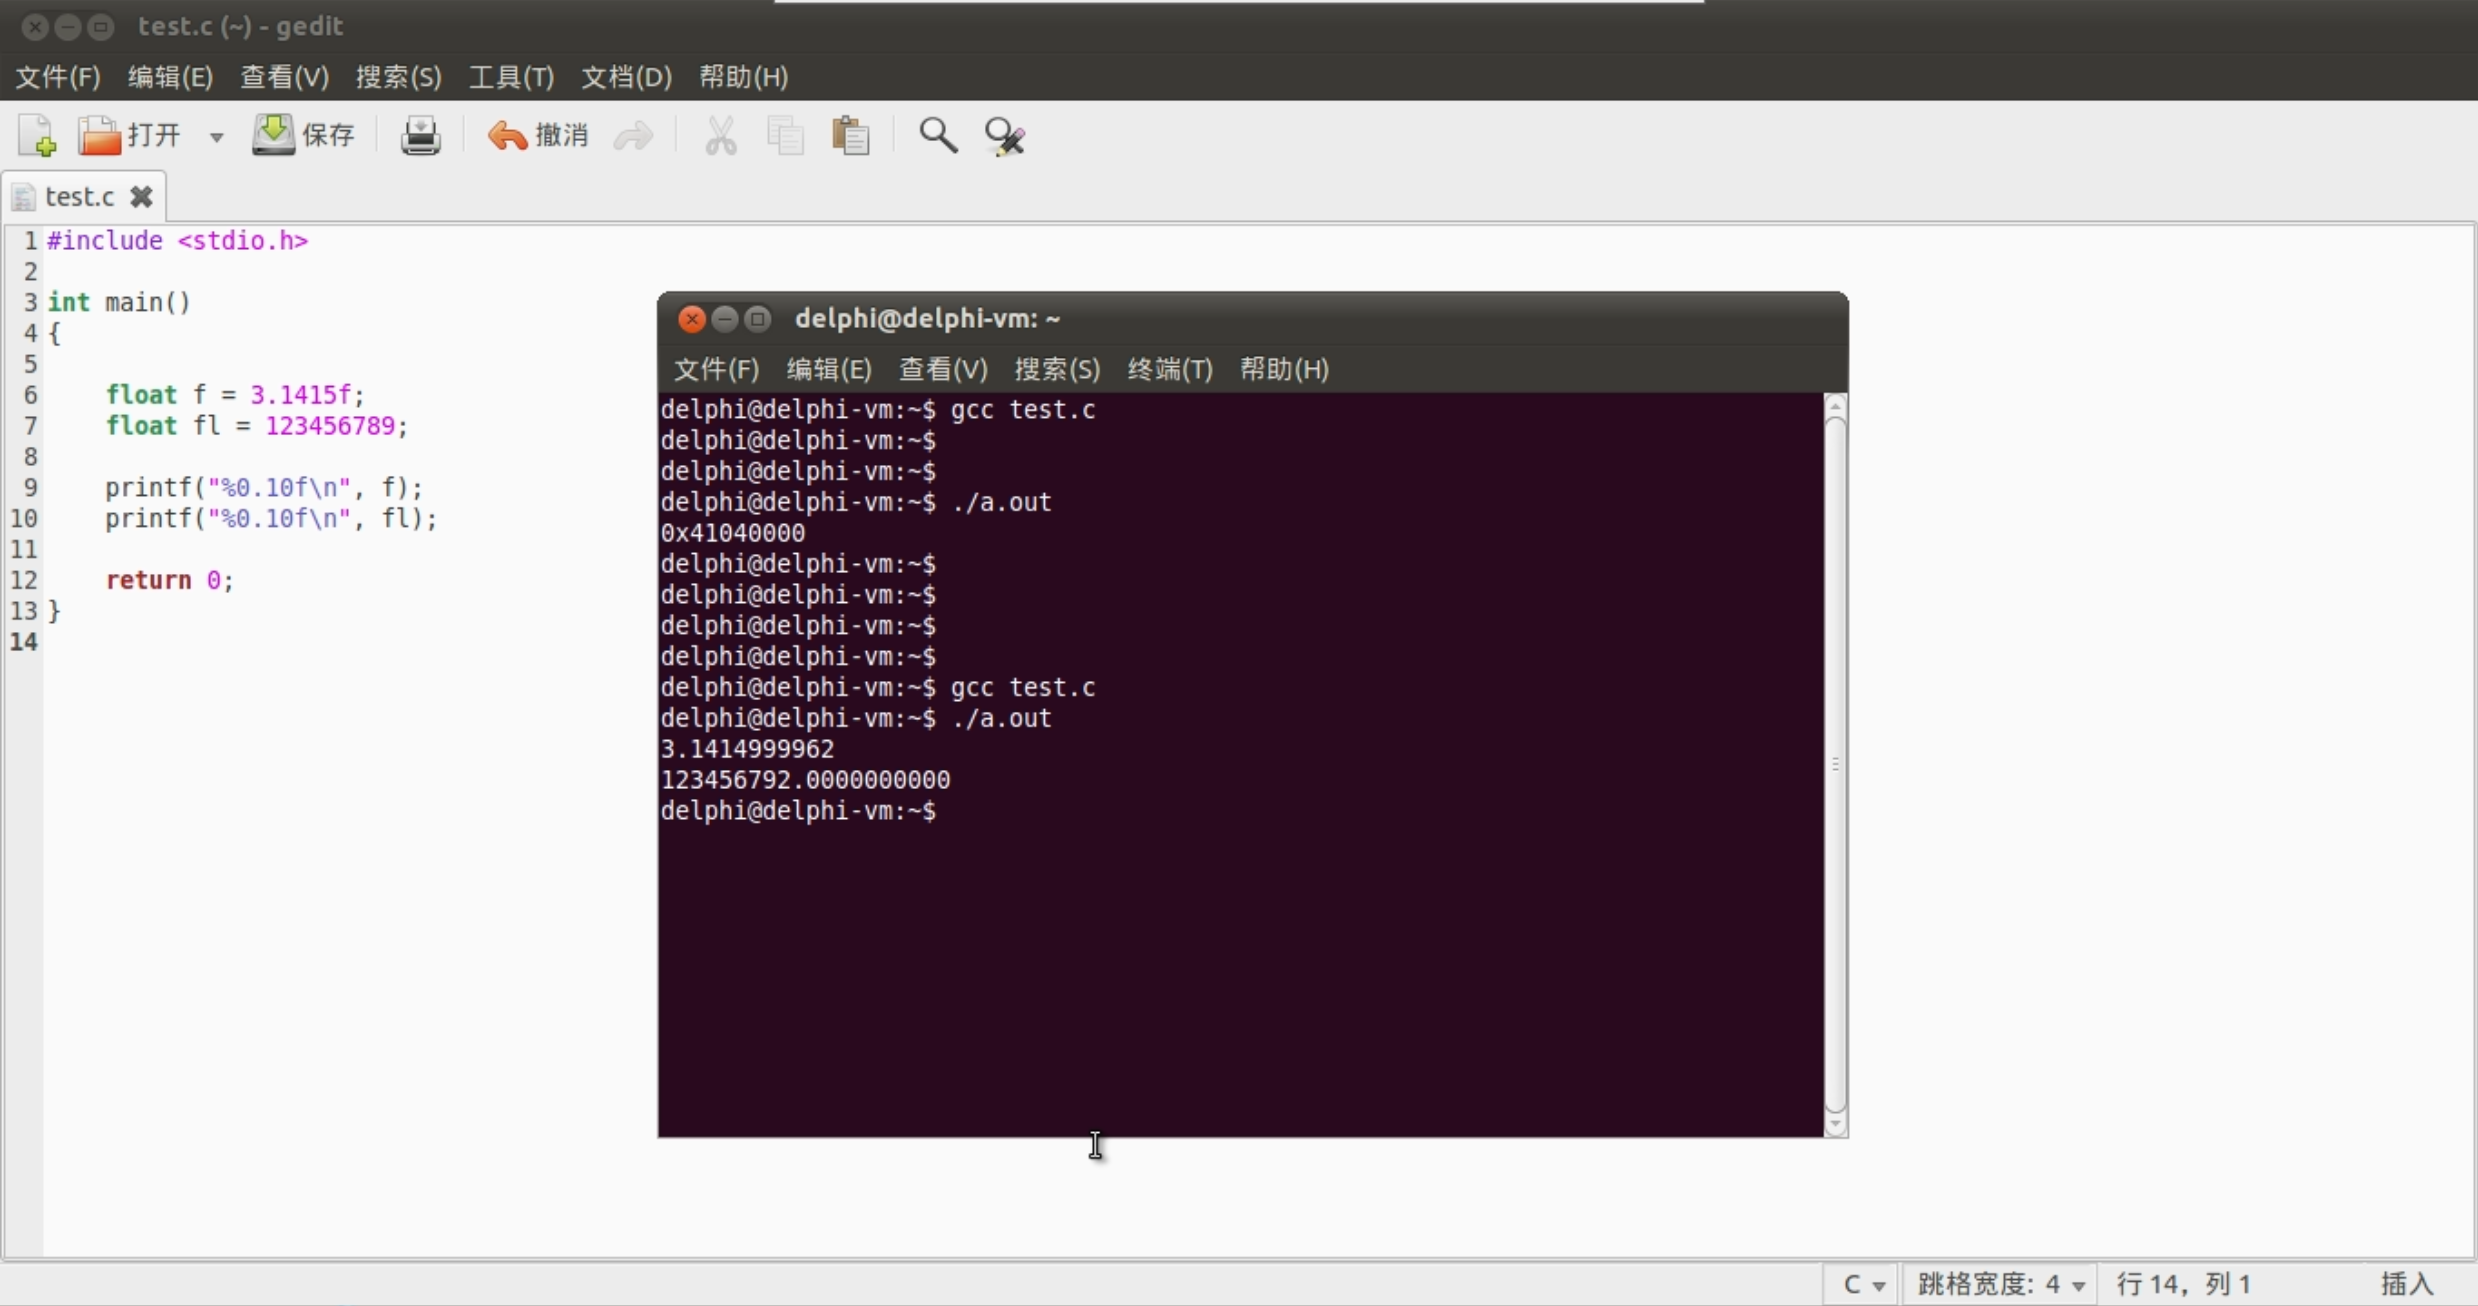 test.c (~) - gedit
文件(F) 编辑(E) 查看(V) 搜索(S) 工具(T) 文档(D) 帮助(H)
打开 保存 撤消
test.c
1 #include <stdio.h>
2
3 int main()
4 {
5
6     float f = 3.1415f;
7     float fl = 123456789;
8
9     printf("%0.10f\n", f);
10     printf("%0.10f\n", fl);
11
12     return 0;
13 }
14
delphi@delphi-vm: ~
文件(F) 编辑(E) 查看(V) 搜索(S) 终端(T) 帮助(H)
delphi@delphi-vm:~$ gcc test.c
delphi@delphi-vm:~$
delphi@delphi-vm:~$
delphi@delphi-vm:~$ ./a.out
0x41040000
delphi@delphi-vm:~$
delphi@delphi-vm:~$
delphi@delphi-vm:~$
delphi@delphi-vm:~$
delphi@delphi-vm:~$ gcc test.c
delphi@delphi-vm:~$ ./a.out
3.1414999962
123456792.0000000000
delphi@delphi-vm:~$
C 跳格宽度: 4 行 14，列 1 插入